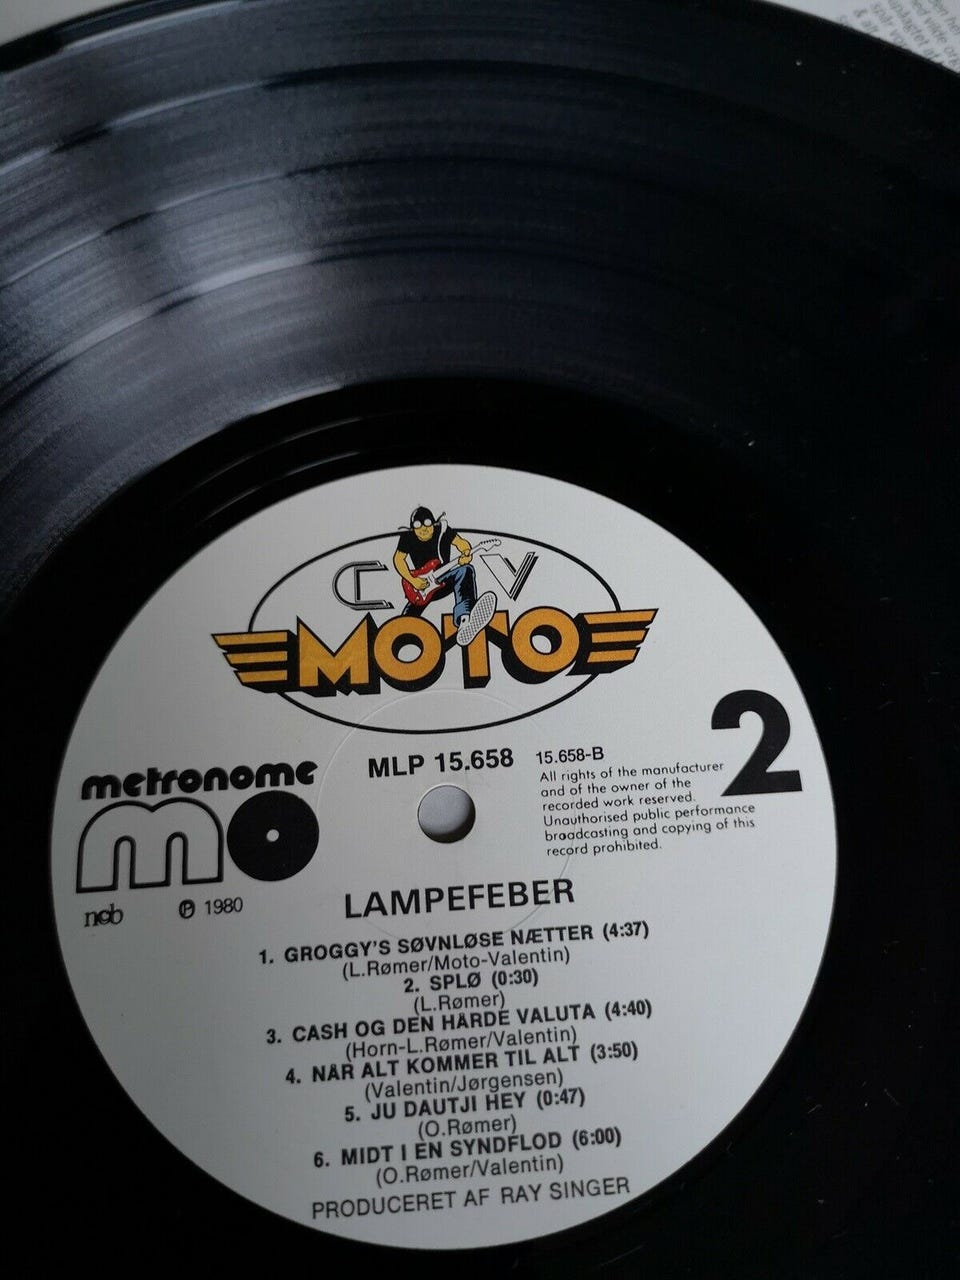 C V
MOTO
metronome
mo
ncb
℗ 1980
MLP 15.658
15.658-B
2
All rights of the manufacturer
and of the owner of the
recorded work reserved.
Unauthorised public performance
broadcasting and copying of this
record prohibited.
LAMPEFEBER
1. GROGGY'S SØVNLØSE NÆTTER (4:37)
(L.Rømer/Moto-Valentin)
2. SPLØ (0:30)
(L.Rømer)
3. CASH OG DEN HÅRDE VALUTA (4:40)
(Horn-L.Rømer/Valentin)
4. NÅR ALT KOMMER TIL ALT (3:50)
(Valentin/Jørgensen)
5. JU DAUTJI HEY (0:47)
(O.Rømer)
6. MIDT I EN SYNDFLOD (6:00)
(O.Rømer/Valentin)
PRODUCERET AF RAY SINGER